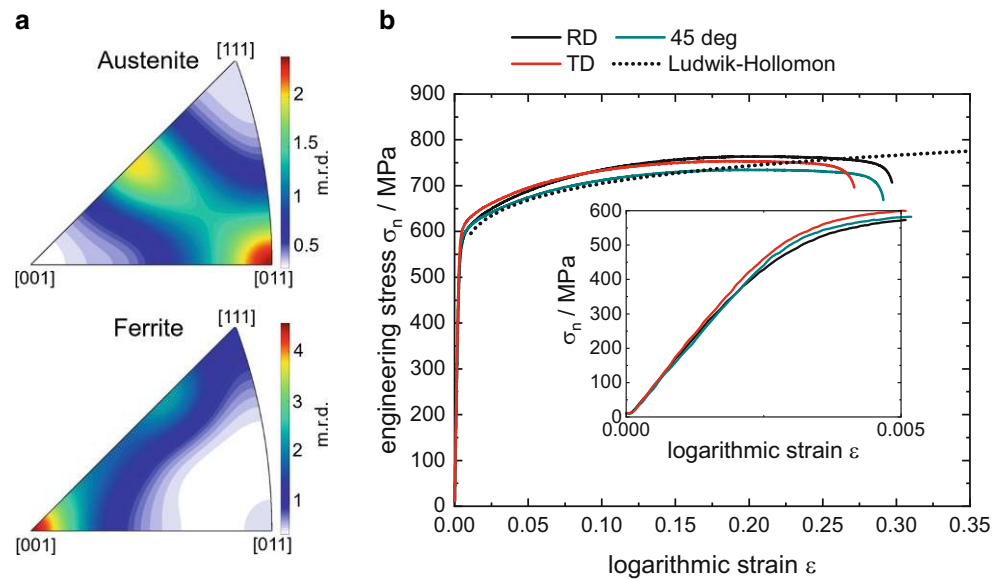 a
Austenite
[111]
[001]
[011]
2
1.5
1
0.5
m.r.d.
Ferrite
[111]
[001]
[011]
4
3
2
1
m.r.d.
b
RD
45 deg
TD
Ludwik-Hollomon
900
800
700
600
500
400
300
200
100
0
engineering stress σn / MPa
0.00
0.05
0.10
0.15
0.20
0.25
0.30
0.35
logarithmic strain ε
600
500
400
300
200
100
0
σn / MPa
0.000
0.005
logarithmic strain ε